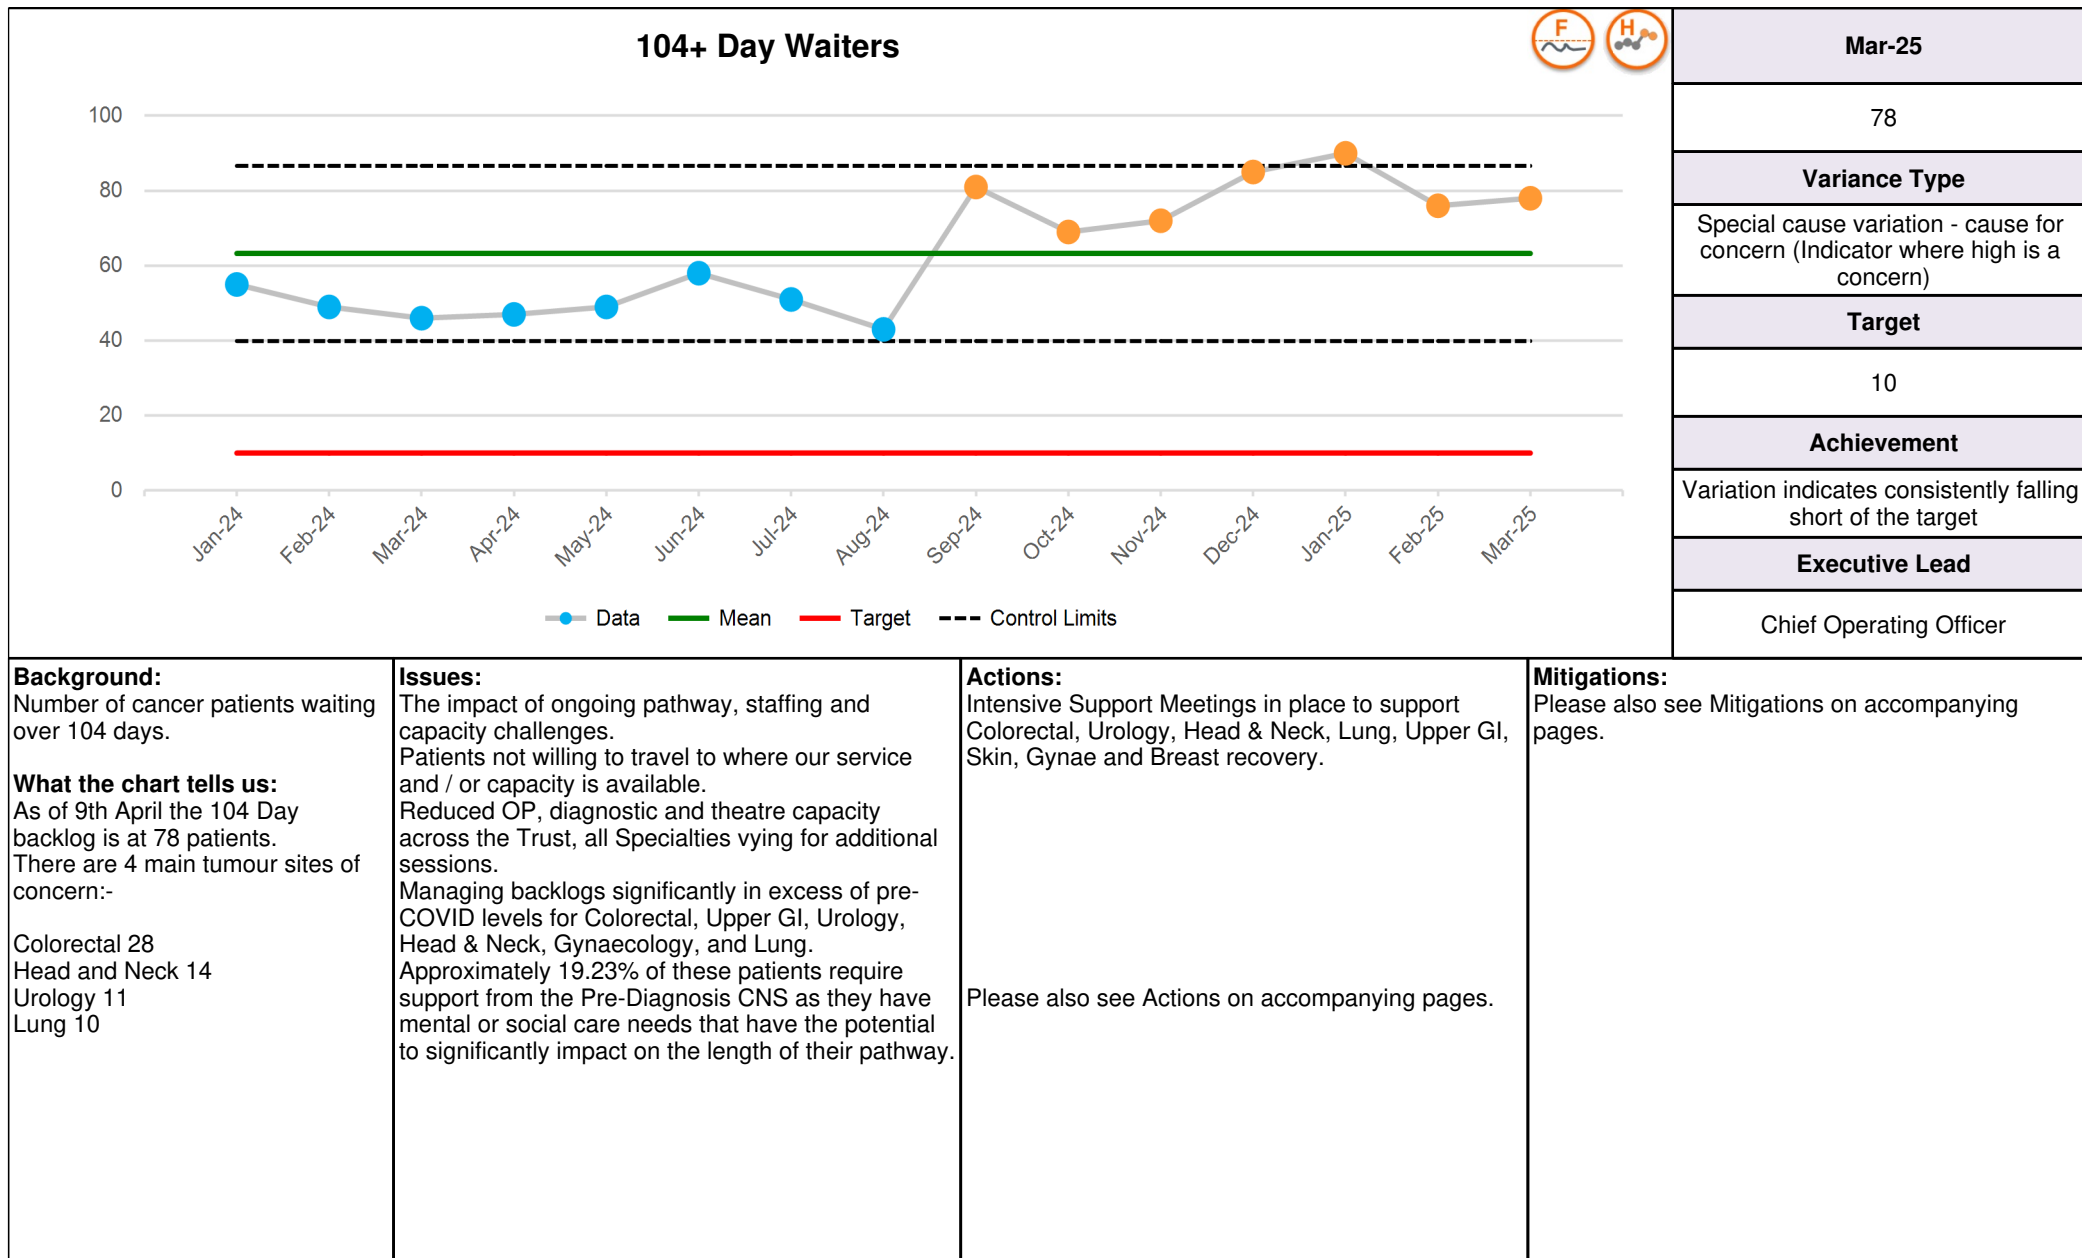 104+ Day Waiters
F
H
100
80
60
40
20
0
Jan-24
Feb-24
Mar-24
Apr-24
May-24
Jun-24
Jul-24
Aug-24
Sep-24
Oct-24
Nov-24
Dec-24
Jan-25
Feb-25
Mar-25
Data
Mean
Target
Control Limits
Mar-25
78
Variance Type
Special cause variation - cause for
concern (Indicator where high is a
concern)
Target
10
Achievement
Variation indicates consistently falling
short of the target
Executive Lead
Chief Operating Officer
Background:
Number of cancer patients waiting
over 104 days.
What the chart tells us:
As of 9th April the 104 Day
backlog is at 78 patients.
There are 4 main tumour sites of
concern:-
Colorectal 28
Head and Neck 14
Urology 11
Lung 10
Issues:
The impact of ongoing pathway, staffing and
capacity challenges.
Patients not willing to travel to where our service
and / or capacity is available.
Reduced OP, diagnostic and theatre capacity
across the Trust, all Specialties vying for additional
sessions.
Managing backlogs significantly in excess of pre-
COVID levels for Colorectal, Upper GI, Urology,
Head & Neck, Gynaecology, and Lung.
Approximately 19.23% of these patients require
support from the Pre-Diagnosis CNS as they have
mental or social care needs that have the potential
to significantly impact on the length of their pathway.
Actions:
Intensive Support Meetings in place to support
Colorectal, Urology, Head & Neck, Lung, Upper GI,
Skin, Gynae and Breast recovery.
Please also see Actions on accompanying pages.
Mitigations:
Please also see Mitigations on accompanying
pages.